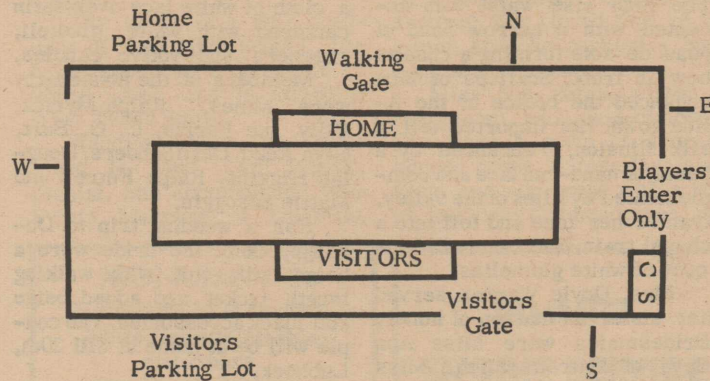 Home
Parking Lot
N
Walking
Gate
E
HOME
W
Players
Enter
Only
VISITORS
C
S
Visitors
Gate
Visitors
Parking Lot
S